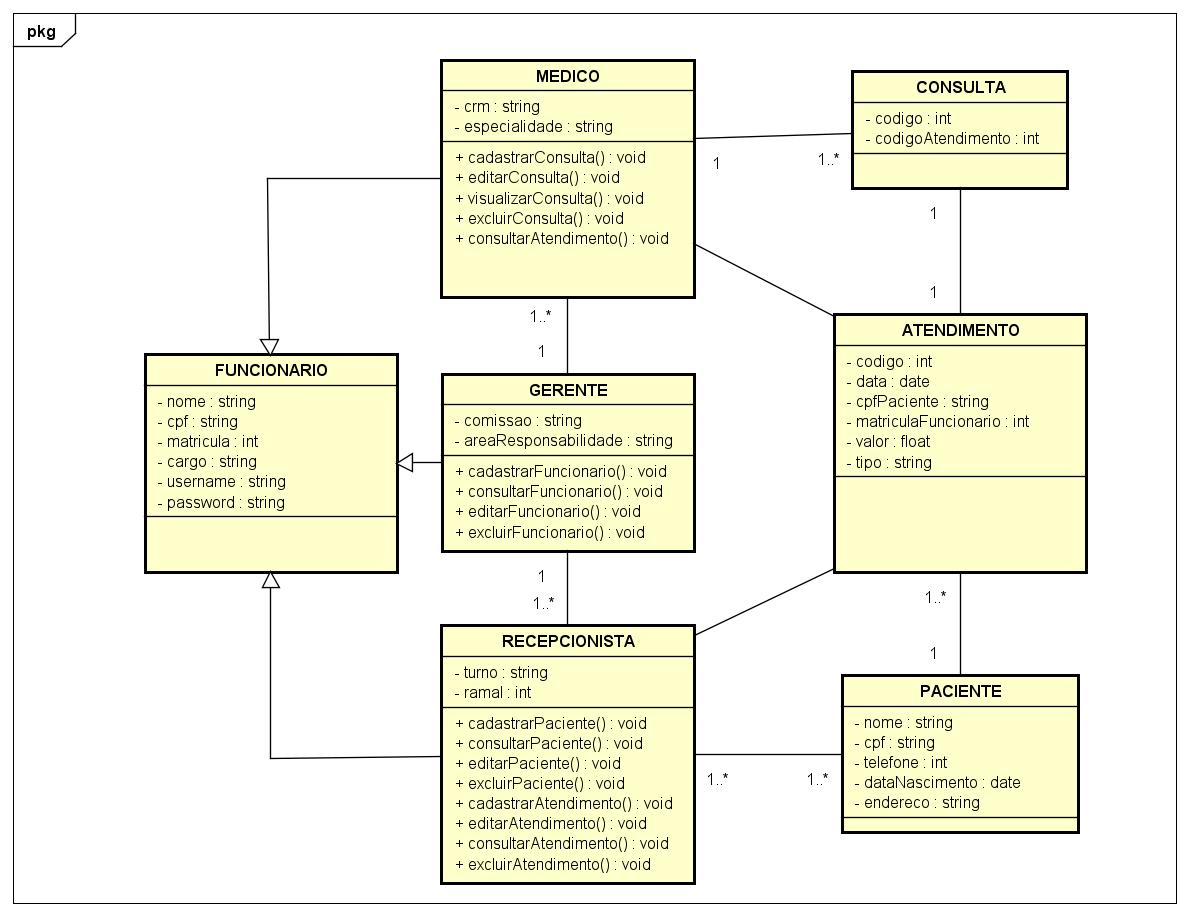 pkg
MEDICO
- crm : string
- especialidade : string
+ cadastrarConsulta() : void
+ editarConsulta() : void
+ visualizarConsulta() : void
+ excluirConsulta() : void
+ consultarAtendimento() : void
CONSULTA
- codigo : int
- codigoAtendimento : int
1
1..*
1
1
1..*
1
FUNCIONARIO
- nome : string
- cpf : string
- matricula : int
- cargo : string
- username : string
- password : string
GERENTE
- comissao : string
- areaResponsabilidade : string
+ cadastrarFuncionario() : void
+ consultarFuncionario() : void
+ editarFuncionario() : void
+ excluirFuncionario() : void
ATENDIMENTO
- codigo : int
- data : date
- cpfPaciente : string
- matriculaFuncionario : int
- valor : float
- tipo : string
1
1..*
1..*
1
RECEPCIONISTA
- turno : string
- ramal : int
+ cadastrarPaciente() : void
+ consultarPaciente() : void
+ editarPaciente() : void
+ excluirPaciente() : void
+ cadastrarAtendimento() : void
+ editarAtendimento() : void
+ consultarAtendimento() : void
+ excluirAtendimento() : void
1..*
1..*
PACIENTE
- nome : string
- cpf : string
- telefone : int
- dataNascimento : date
- endereco : string